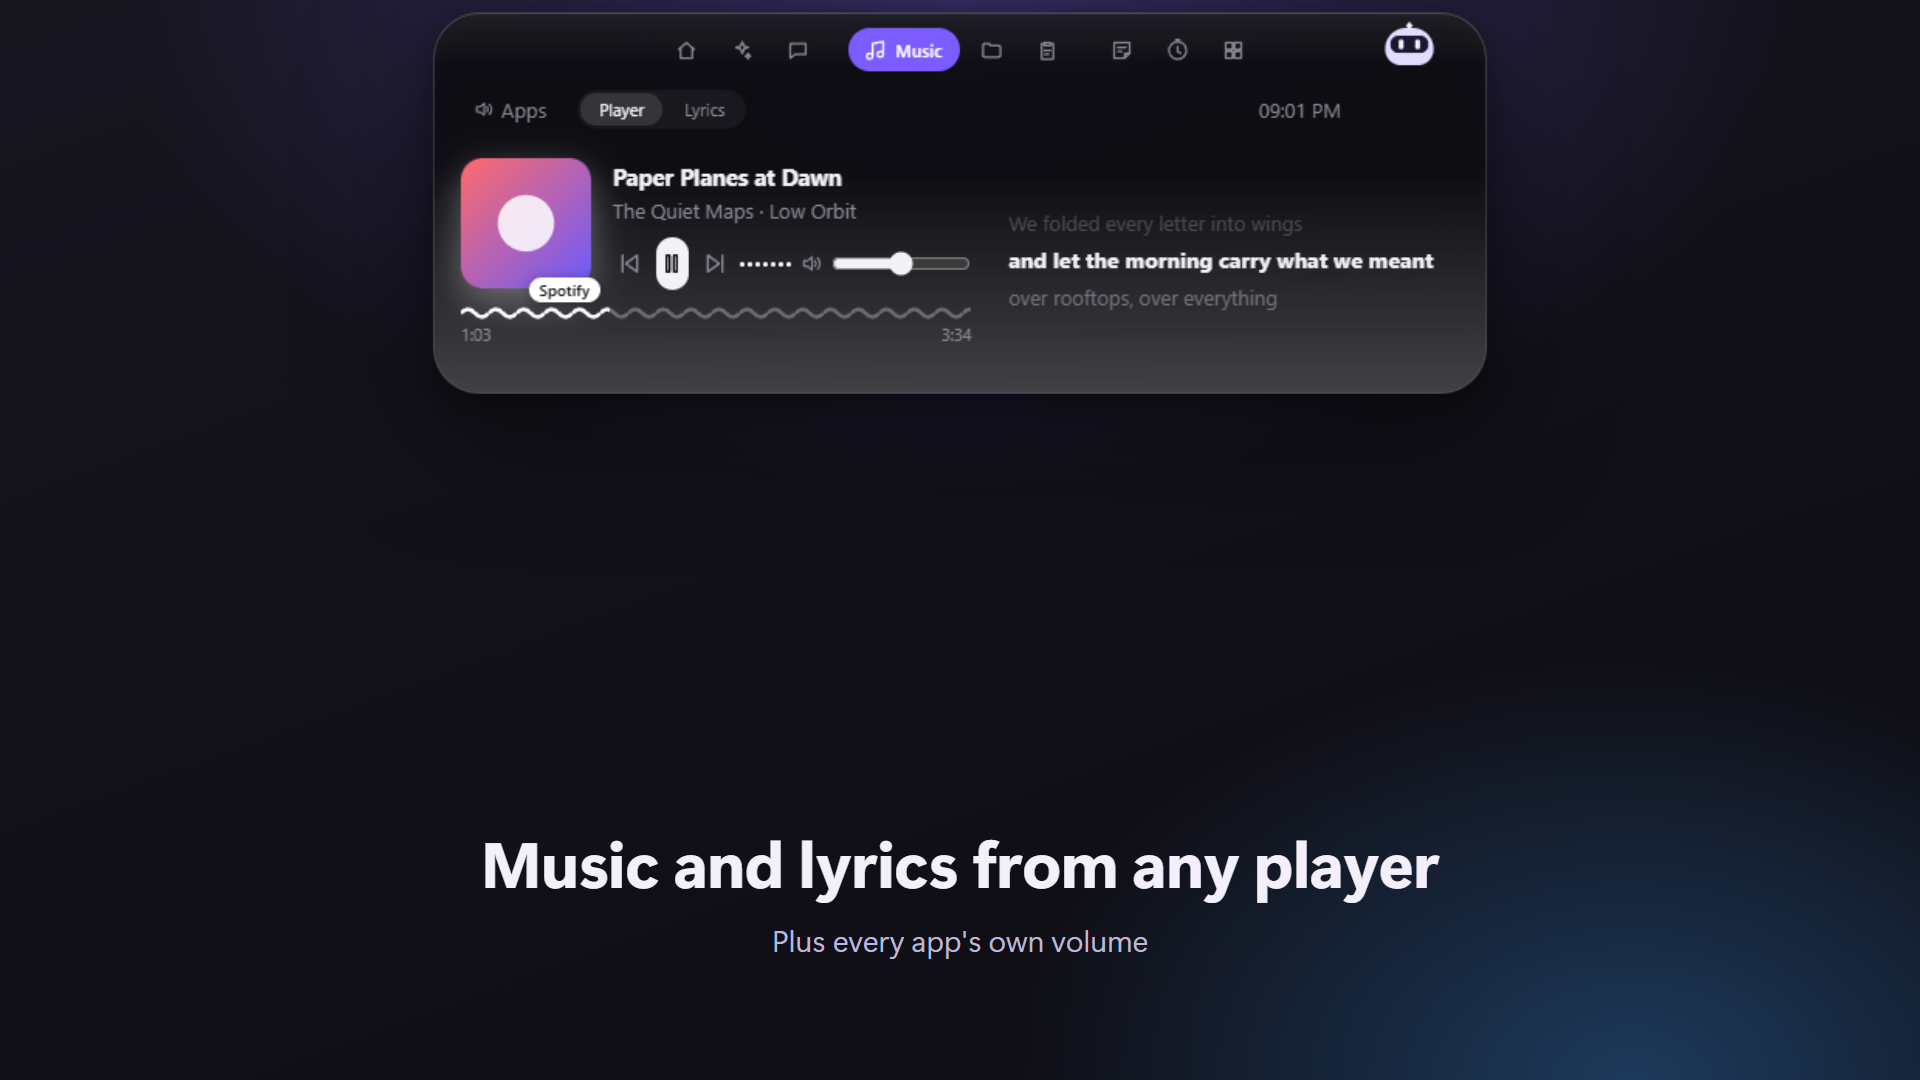 Music
Apps
Player
Lyrics
09:01 PM
Paper Planes at Dawn
The Quiet Maps · Low Orbit
Spotify
1:03
3:34
We folded every letter into wings
and let the morning carry what we meant
over rooftops, over everything
Music and lyrics from any player
Plus every app's own volume